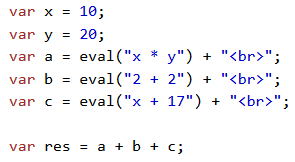 var x = 10;
var y = 20;
var a = eval("x * y") + "<br>";
var b = eval("2 + 2") + "<br>";
var c = eval("x + 17") + "<br>";
var res = a + b + c;